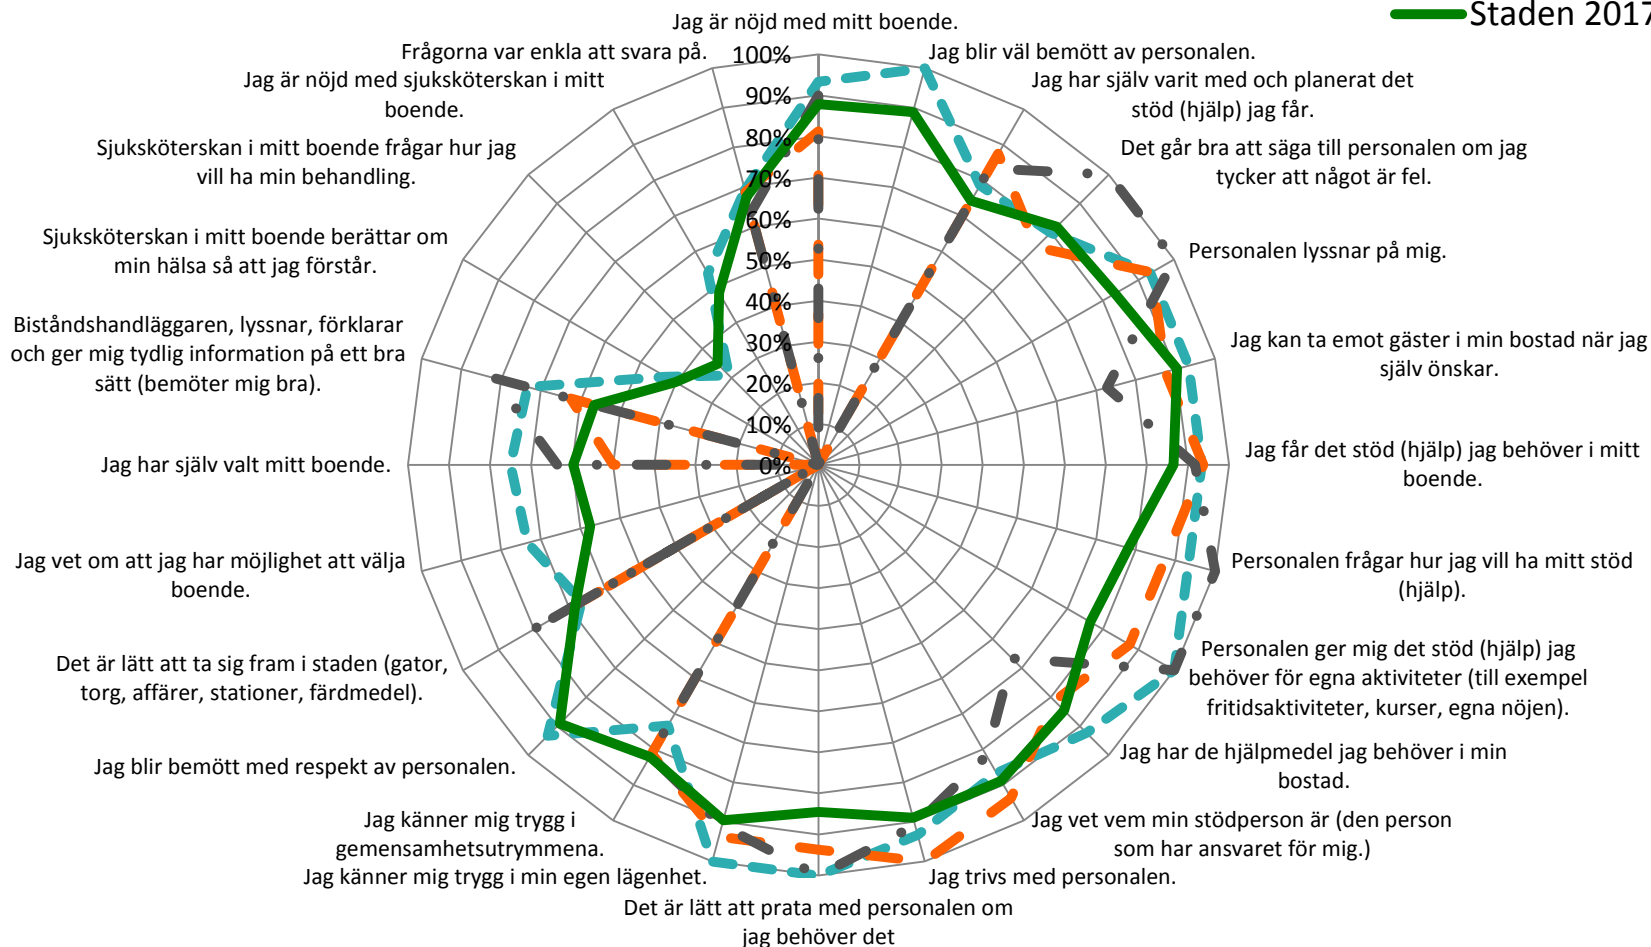 Staden 2017
Jag är nöjd med mitt boende.
Jag blir väl bemött av personalen.
Jag har själv varit med och planerat det
stöd (hjälp) jag får.
Det går bra att säga till personalen om jag
tycker att något är fel.
Personalen lyssnar på mig.
Jag kan ta emot gäster i min bostad när jag
själv önskar.
Jag får det stöd (hjälp) jag behöver i mitt
boende.
Personalen frågar hur jag vill ha mitt stöd
(hjälp).
Personalen ger mig det stöd (hjälp) jag
behöver för egna aktiviteter (till exempel
fritidsaktiviteter, kurser, egna nöjen).
Jag har de hjälpmedel jag behöver i min
bostad.
Jag vet vem min stödperson är (den person
som har ansvaret för mig.)
Jag trivs med personalen.
Det är lätt att prata med personalen om
jag behöver det
Jag känner mig trygg i min egen lägenhet.
Jag känner mig trygg i
gemensamhetsutrymmena.
Jag blir bemött med respekt av personalen.
Det är lätt att ta sig fram i staden (gator,
torg, affärer, stationer, färdmedel).
Jag vet om att jag har möjlighet att välja
boende.
Jag har själv valt mitt boende.
Biståndshandläggaren, lyssnar, förklarar
och ger mig tydlig information på ett bra
sätt (bemöter mig bra).
Sjuksköterskan i mitt boende berättar om
min hälsa så att jag förstår.
Sjuksköterskan i mitt boende frågar hur jag
vill ha min behandling.
Jag är nöjd med sjuksköterskan i mitt
boende.
Frågorna var enkla att svara på.
100%
90%
80%
70%
60%
50%
40%
30%
20%
10%
0%